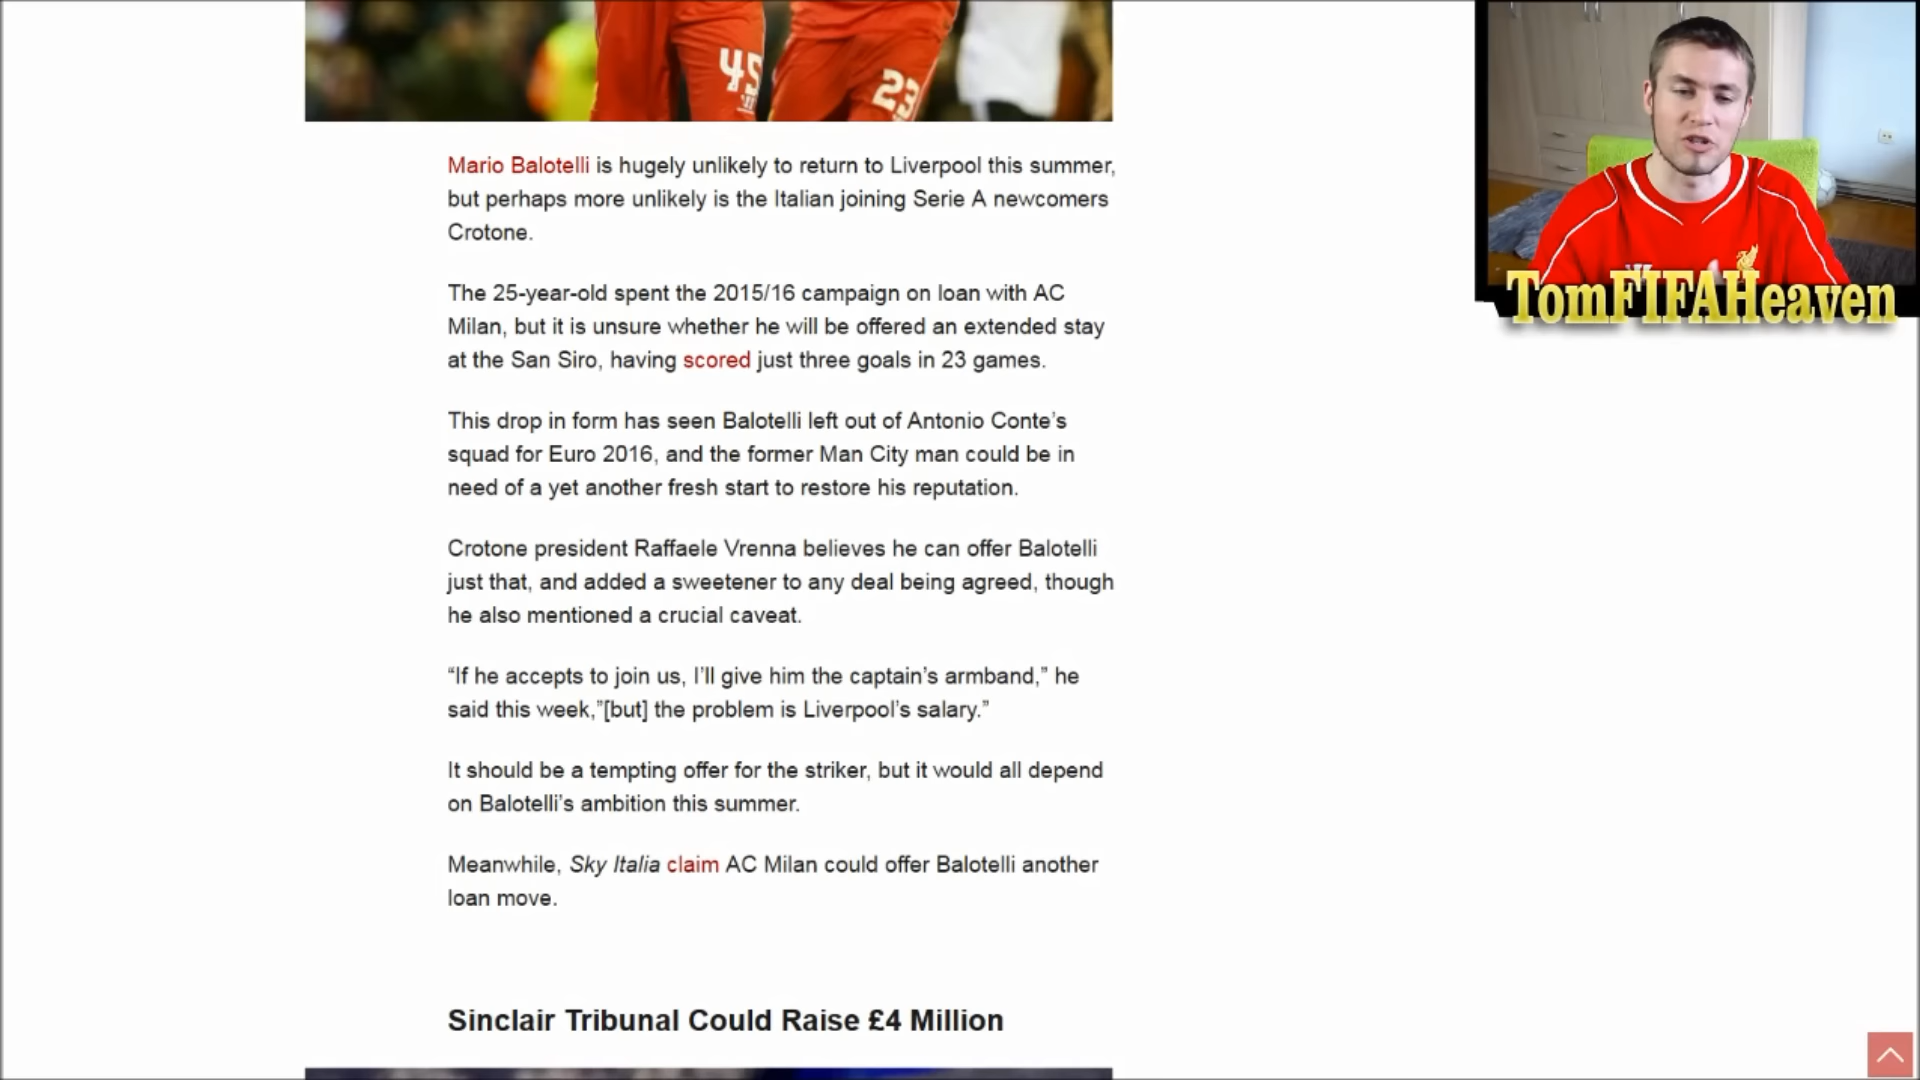 45
23
Mario Balotelli is hugely unlikely to return to Liverpool this summer,
but perhaps more unlikely is the Italian joining Serie A newcomers
Crotone.
The 25-year-old spent the 2015/16 campaign on loan with AC
Milan, but it is unsure whether he will be offered an extended stay
at the San Siro, having scored just three goals in 23 games.
This drop in form has seen Balotelli left out of Antonio Conte’s
squad for Euro 2016, and the former Man City man could be in
need of a yet another fresh start to restore his reputation.
Crotone president Raffaele Vrenna believes he can offer Balotelli
just that, and added a sweetener to any deal being agreed, though
he also mentioned a crucial caveat.
“If he accepts to join us, I’ll give him the captain’s armband,” he
said this week,”[but] the problem is Liverpool’s salary.”
It should be a tempting offer for the striker, but it would all depend
on Balotelli’s ambition this summer.
Meanwhile, Sky Italia claim AC Milan could offer Balotelli another
loan move.
Sinclair Tribunal Could Raise £4 Million
TomFIFAHeaven